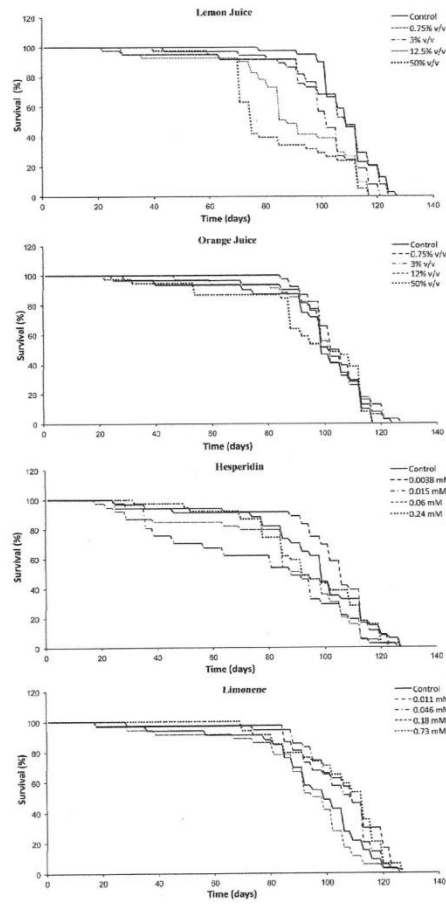 Lemon Juice
Control
0.75% v/v
3% v/v
12.5% v/v
50% v/v
120
100
80
60
40
20
0
Survival (%)
0 20 40 60 80 100 120 140
Time (days)
Orange Juice
Control
0.75% v/v
3% v/v
12% v/v
50% v/v
120
100
80
60
40
20
0
Survival (%)
0 20 40 60 80 100 120 140
Time (days)
Hesperidin
Control
0.0038 mM
0.015 mM
0.06 mM
0.24 mM
120
100
80
60
40
20
0
Survival (%)
0 20 40 60 80 100 120 140
Time (days)
Limonene
Control
0.011 mM
0.046 mM
0.18 mM
0.73 mM
120
100
80
60
40
20
0
Survival (%)
0 20 40 60 80 100 120 140
Time (days)